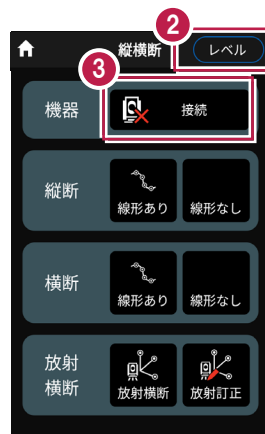 2
縦横断 レベル
3
機器 接続
縦断 線形あり 線形なし
横断 線形あり 線形なし
放射
横断 放射横断 放射訂正